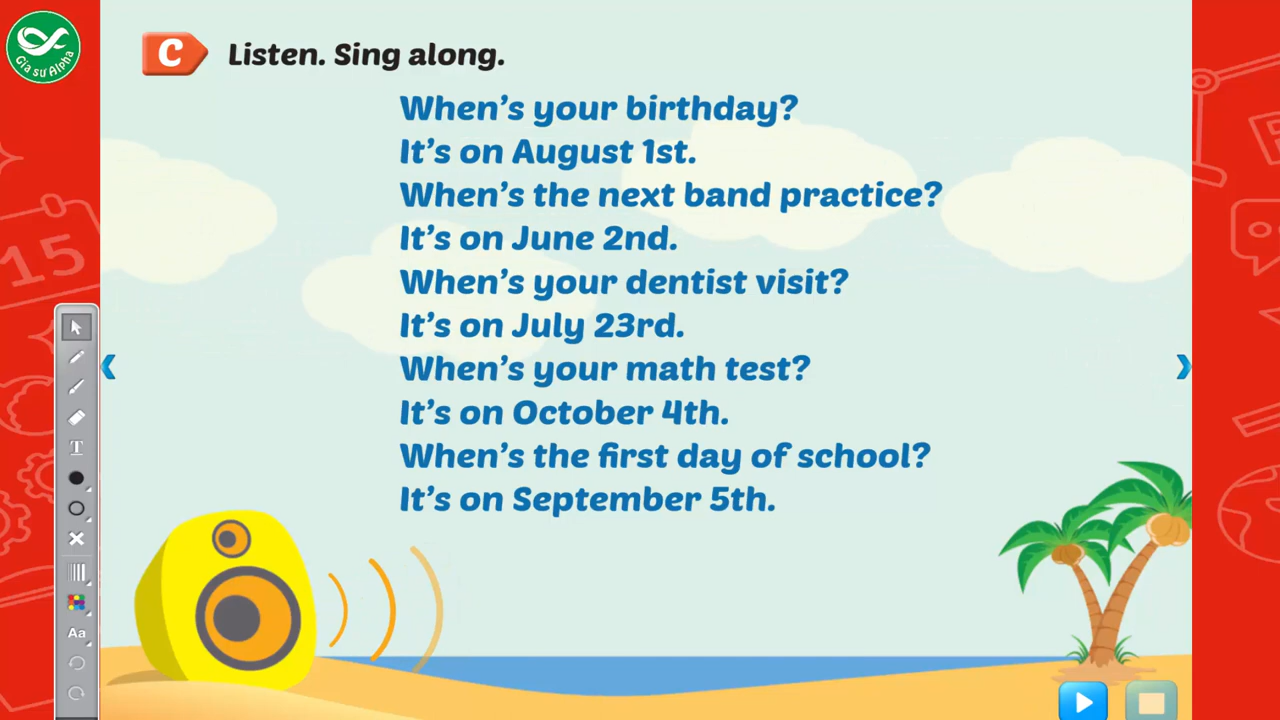 Gia sư Alpha
C Listen. Sing along.
When's your birthday?
It's on August 1st.
When's the next band practice?
It's on June 2nd.
When's your dentist visit?
It's on July 23rd.
When's your math test?
It's on October 4th.
When's the first day of school?
It's on September 5th.
15
T
Aa